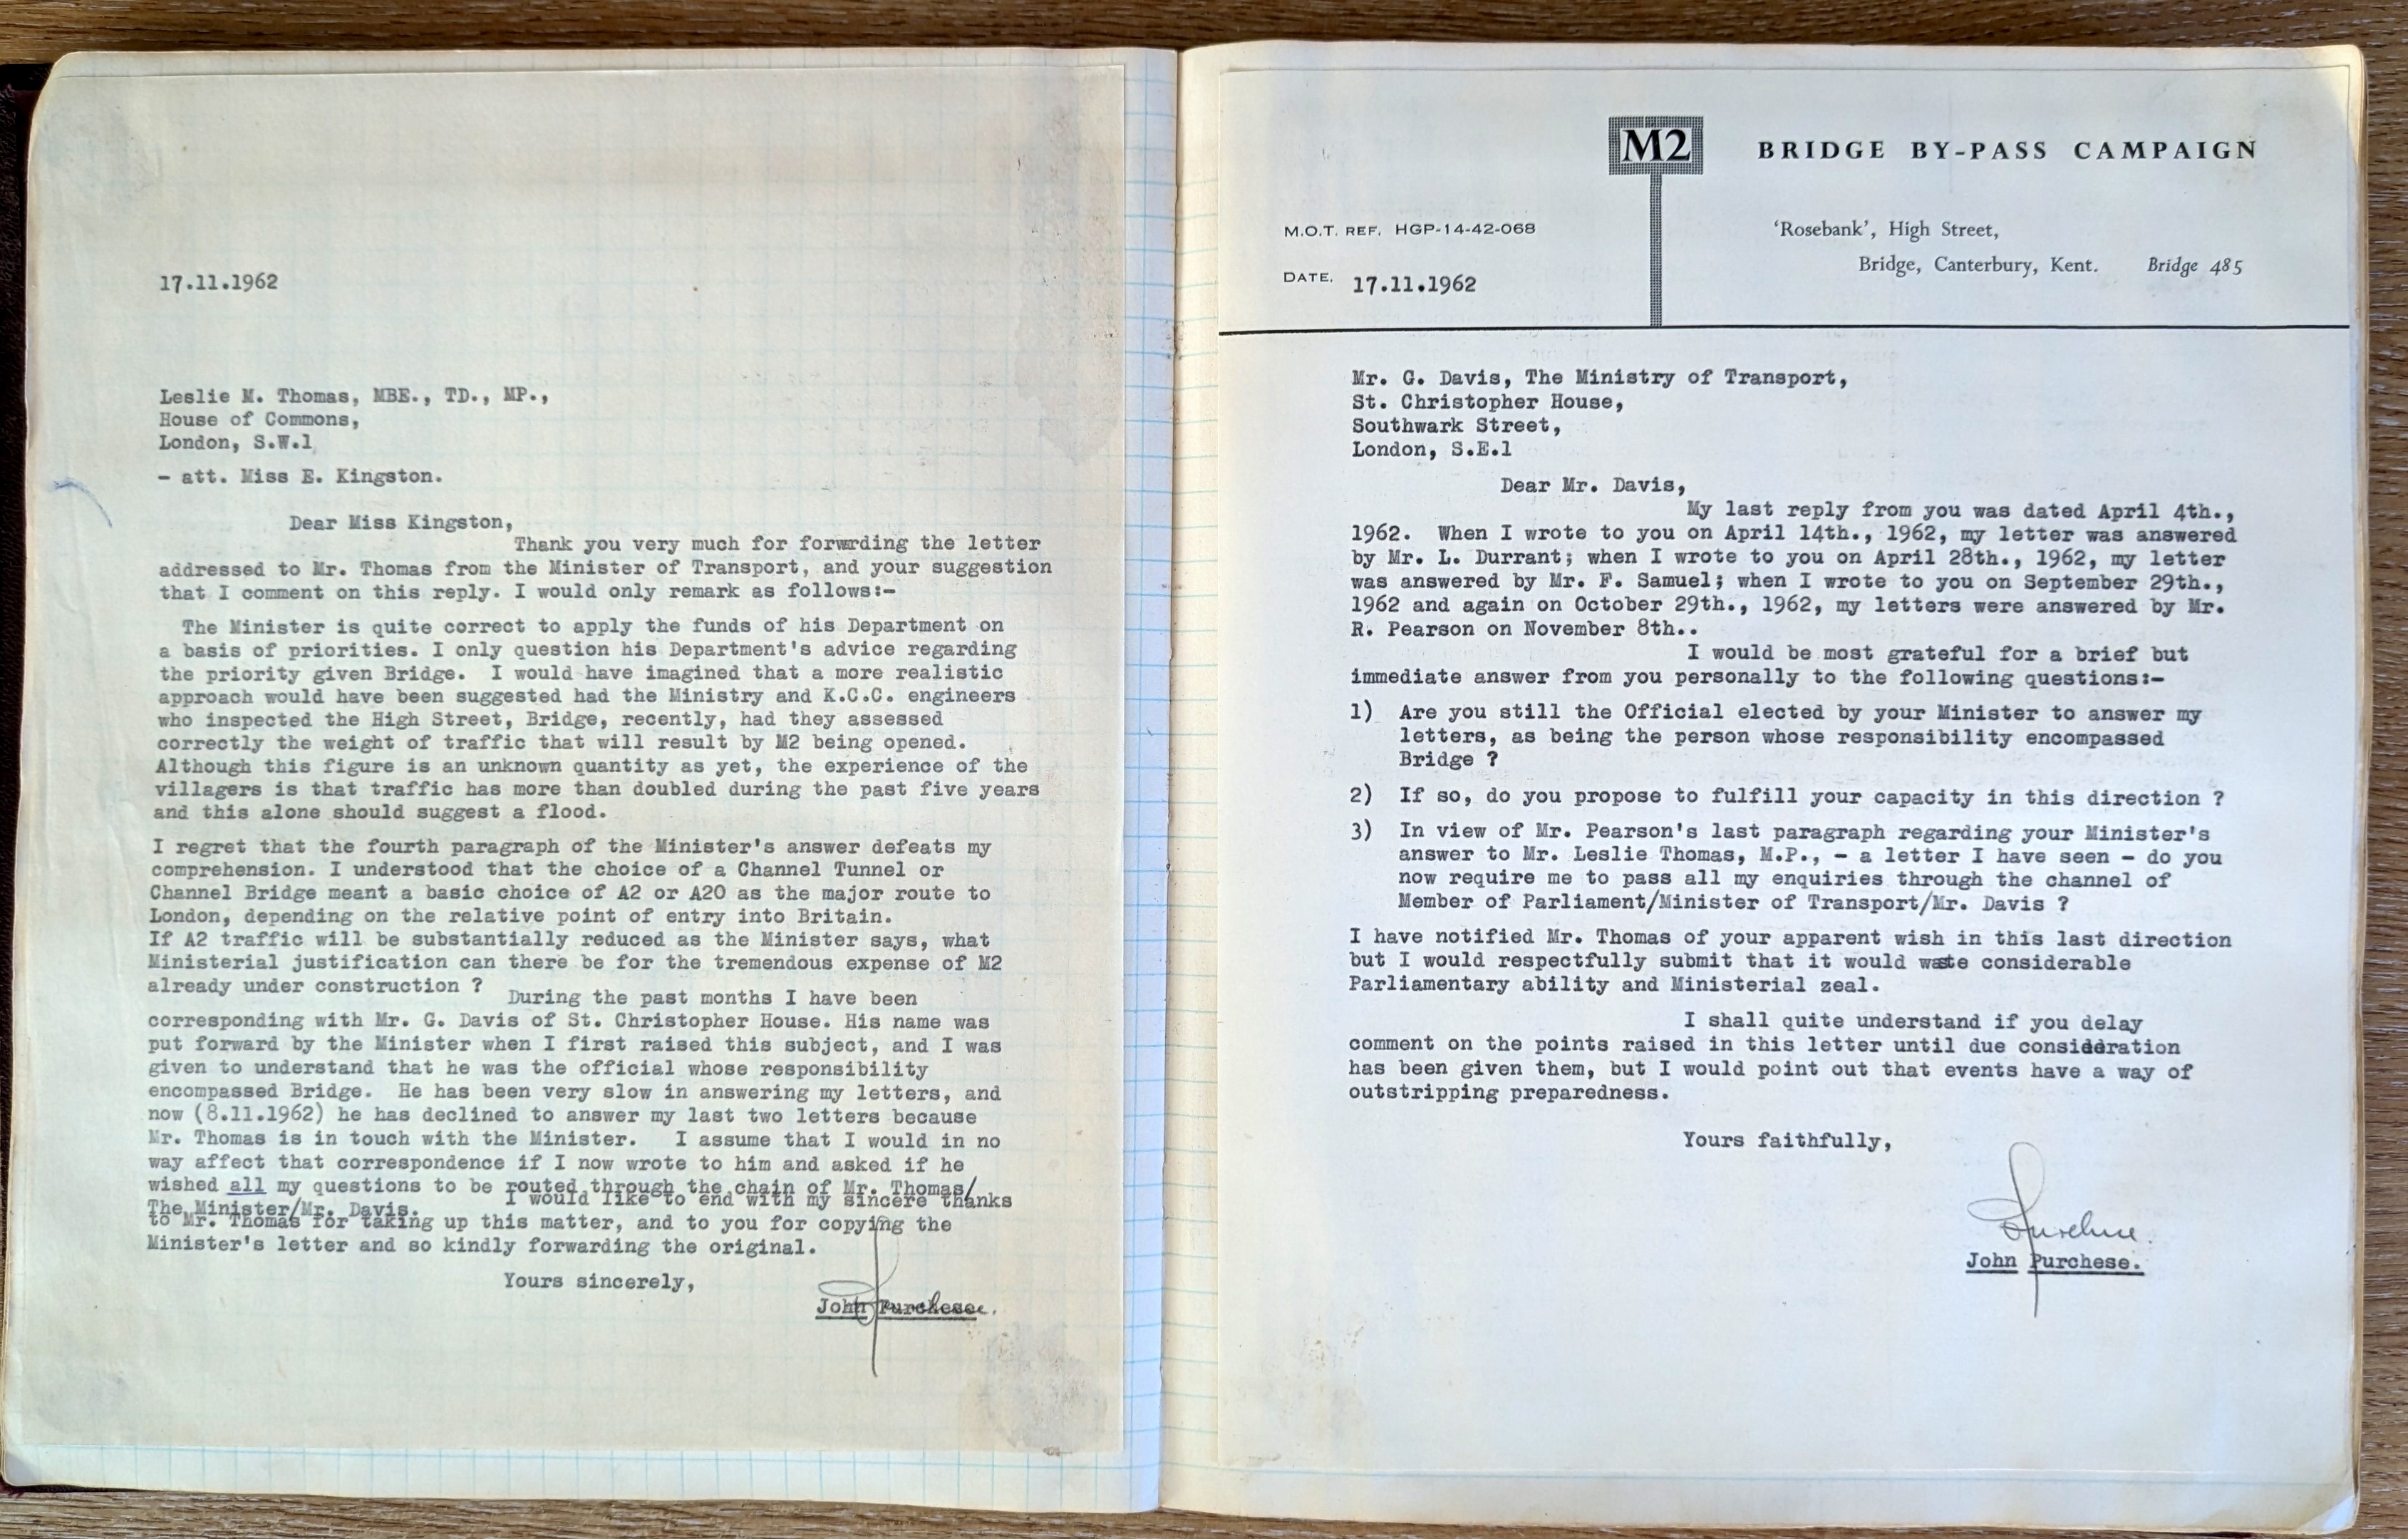 17.11.1962
Leslie M. Thomas, MBE., TD., MP.,
House of Commons,
London, S.W.1
- att. Miss E. Kingston.
Dear Miss Kingston,
Thank you very much for forwrding the letter
addressed to Mr. Thomas from the Minister of Transport, and your suggestion
that I comment on this reply. I would only remark as follows:-
The Minister is quite correct to apply the funds of his Department on
a basis of priorities. I only question his Department's advice regarding
the priority given Bridge. I would have imagined that a more realistic
approach would have been suggested had the Ministry and K.C.C. engineers
who inspected the High Street, Bridge, recently, had they assessed
correctly the weight of traffic that will result by M2 being opened.
Although this figure is an unknown quantity as yet, the experience of the
villagers is that traffic has more than doubled during the past five years
and this alone should suggest a flood.
I regret that the fourth paragraph of the Minister's answer defeats my
comprehension. I understood that the choice of a Channel Tunnel or
Channel Bridge meant a basic choice of A2 or A20 as the major route to
London, depending on the relative point of entry into Britain.
If A2 traffic will be substantially reduced as the Minister says, what
Ministerial justification can there be for the tremendous expense of M2
already under construction ?
During the past months I have been
corresponding with Mr. G. Davis of St. Christopher House. His name was
put forward by the Minister when I first raised this subject, and I was
given to understand that he was the official whose responsibility
encompassed Bridge. He has been very slow in answering my letters, and
now (8.11.1962) he has declined to answer my last two letters because
Mr. Thomas is in touch with the Minister. I assume that I would in no
way affect that correspondence if I now wrote to him and asked if he
wished all my questions to be routed through the chain of Mr. Thomas/
The Minister/Mr. Davis.
I would like to end with my sincere thanks
to Mr. Thomas for taking up this matter, and to you for copying the
Minister's letter and so kindly forwarding the original.
Yours sincerely,
John Purchese.
M2
BRIDGE BY-PASS CAMPAIGN
M.O.T. REF. HGP-14-42-068
'Rosebank', High Street,
Bridge, Canterbury, Kent. Bridge 485
DATE. 17.11.1962
Mr. G. Davis, The Ministry of Transport,
St. Christopher House,
Southwark Street,
London, S.E.1
Dear Mr. Davis,
My last reply from you was dated April 4th.,
1962. When I wrote to you on April 14th., 1962, my letter was answered
by Mr. L. Durrant; when I wrote to you on April 28th., 1962, my letter
was answered by Mr. F. Samuel; when I wrote to you on September 29th.,
1962 and again on October 29th., 1962, my letters were answered by Mr.
R. Pearson on November 8th..
I would be most grateful for a brief but
immediate answer from you personally to the following questions:-
1) Are you still the Official elected by your Minister to answer my
letters, as being the person whose responsibility encompassed
Bridge ?
2) If so, do you propose to fulfill your capacity in this direction ?
3) In view of Mr. Pearson's last paragraph regarding your Minister's
answer to Mr. Leslie Thomas, M.P., - a letter I have seen - do you
now require me to pass all my enquiries through the channel of
Member of Parliament/Minister of Transport/Mr. Davis ?
I have notified Mr. Thomas of your apparent wish in this last direction
but I would respectfully submit that it would waste considerable
Parliamentary ability and Ministerial zeal.
I shall quite understand if you delay
comment on the points raised in this letter until due consideration
has been given them, but I would point out that events have a way of
outstripping preparedness.
Yours faithfully,
Purchese.
John Purchese.